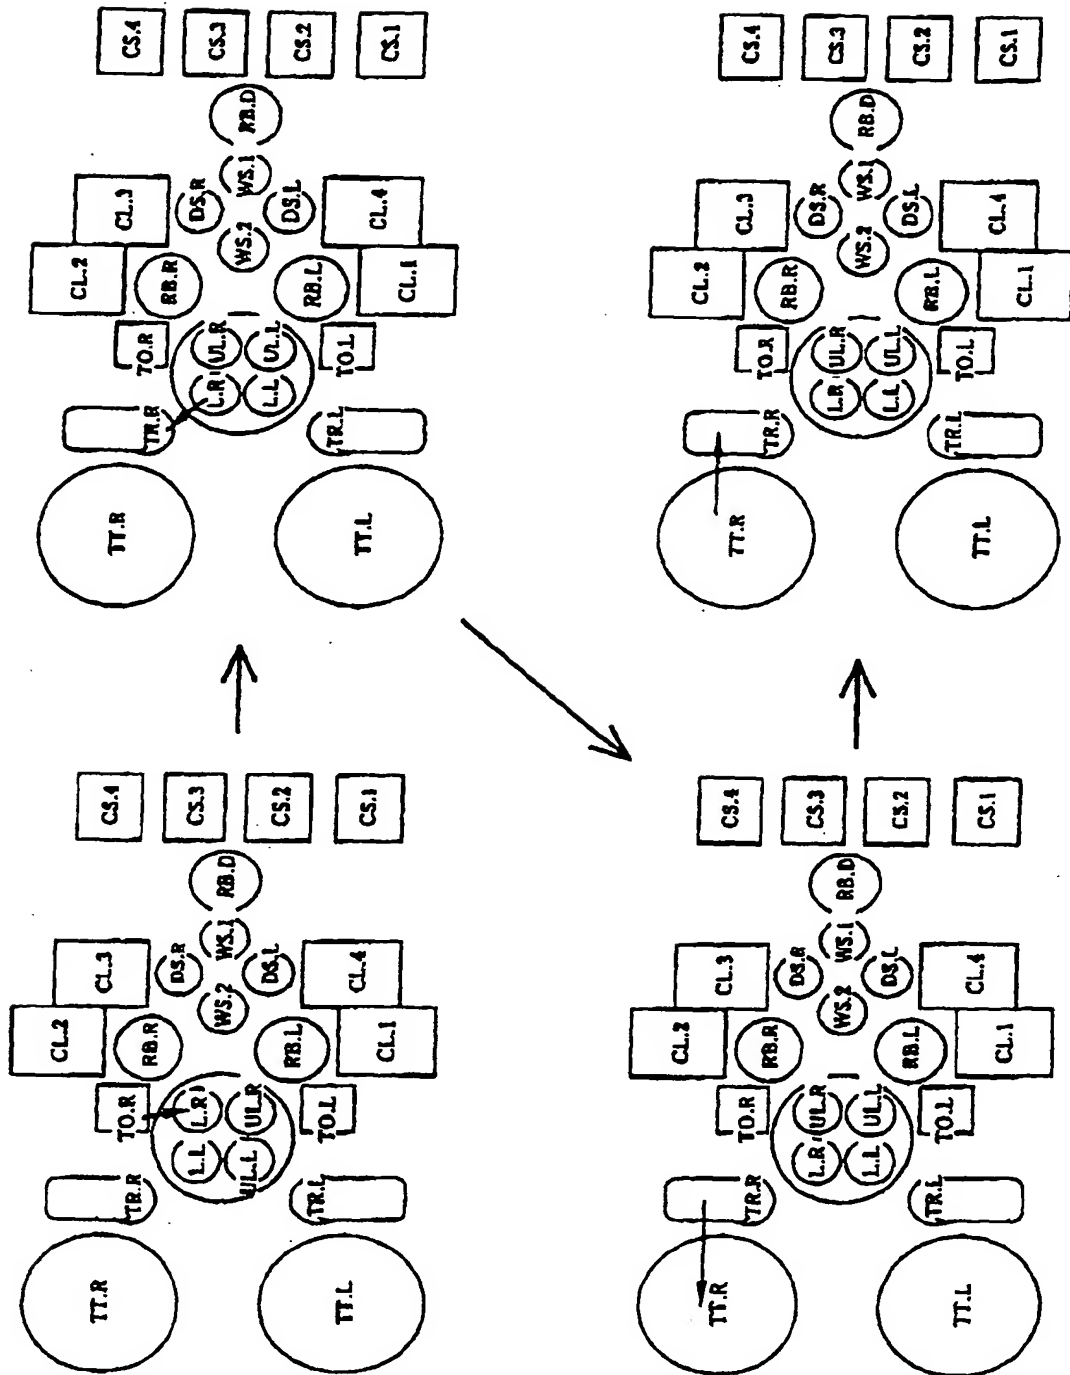 CS.4
CS.3
CS.2
CS.1
RB.D
CL.3
DS.R
WS.1
DS.L
CL.4
CL.2
WS.2
RB.R
RB.L
CL.1
TO.R
UL.R
UL.L
TO.L
L.R
L.L
TR.R
TR.L
TT.R
TT.L
CS.4
CS.3
CS.2
CS.1
RB.D
CL.3
DS.R
WS.1
DS.L
CL.4
CL.2
WS.2
RB.R
RB.L
CL.1
TO.R
UL.R
UL.L
TO.L
L.R
L.L
TR.R
TR.L
TT.R
TT.L
CS.4
CS.3
CS.2
CS.1
RB.D
CL.3
DS.R
WS.1
DS.L
CL.4
CL.2
WS.2
RB.R
RB.L
CL.1
TO.R
L.R
UL.R
TO.L
L.L
UL.L
TR.R
TR.L
TT.R
TT.L
CS.4
CS.3
CS.2
CS.1
RB.D
CL.3
DS.R
WS.1
DS.L
CL.4
CL.2
WS.2
RB.R
RB.L
CL.1
TO.R
UL.R
UL.L
TO.L
L.R
L.L
TR.R
TR.L
TT.R
TT.L